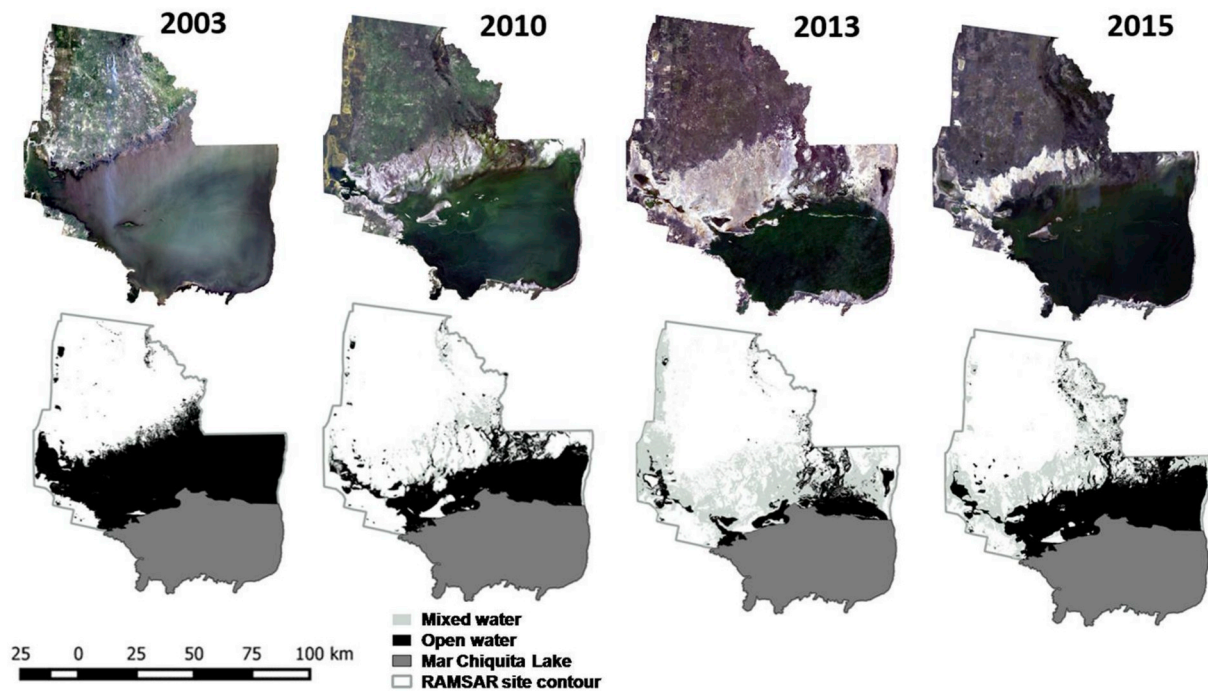 2003
2010
2013
2015
Mixed water
Open water
Mar Chiquita Lake
RAMSAR site contour
25 0 25 50 75 100 km